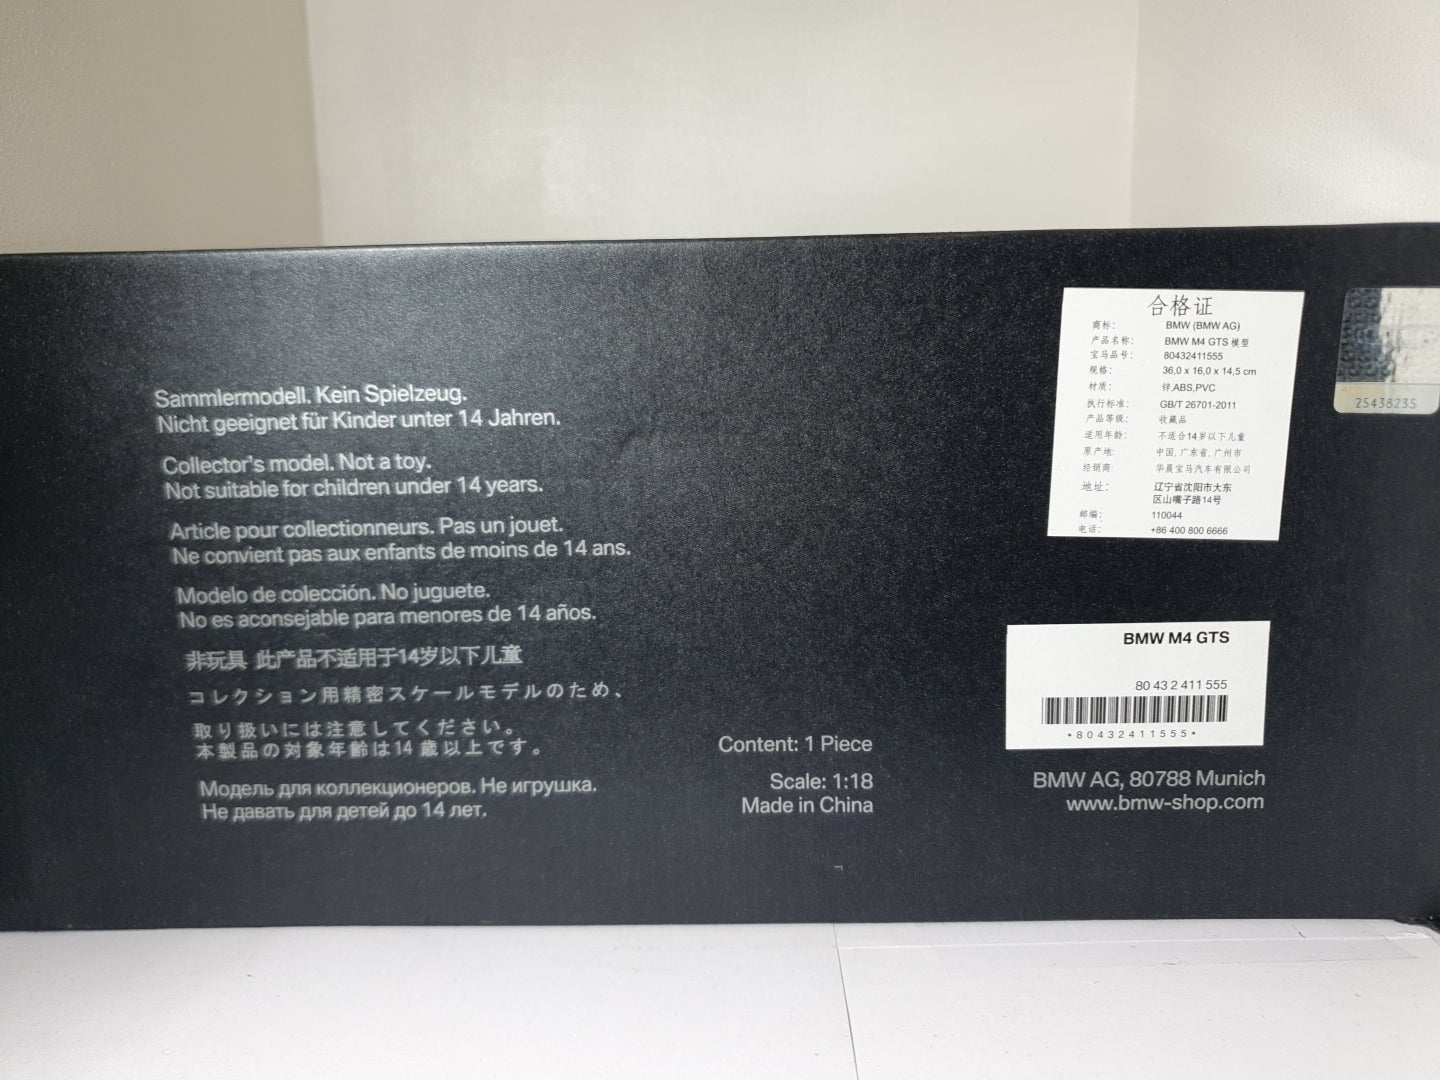 Sammlermodell. Kein Spielzeug.
Nicht geeignet für Kinder unter 14 Jahren.
Collector's model. Not a toy.
Not suitable for children under 14 years.
Article pour collectionneurs. Pas un jouet.
Ne convient pas aux enfants de moins de 14 ans.
Modelo de colección. No juguete.
No es aconsejable para menores de 14 años.
非玩具 此产品不适用于14岁以下儿童
コレクション用精密スケールモデルのため、
取り扱いには注意してください。
本製品の対象年齢は14歳以上です。
Модель для коллекционеров. Не игрушка.
Не давать для детей до 14 лет.
Content: 1 Piece
Scale: 1:18
Made in China
合格证
商标: BMW (BMW AG)
产品名称: BMW M4 GTS 模型
宝马品号: 80432411555
规格: 36,0 x 16,0 x 14,5 cm
材质: 锌,ABS,PVC
执行标准: GB/T 26701-2011
产品等级: 收藏品
适用年龄: 不适合14岁以下儿童
原产地: 中国, 广东省, 广州市
经销商: 华晨宝马汽车有限公司
地址: 辽宁省沈阳市大东
区山嘴子路14号
邮编: 110044
电话: +86 400 800 6666
25438235
BMW M4 GTS
80 43 2 411 555
*80432411555*
BMW AG, 80788 Munich
www.bmw-shop.com